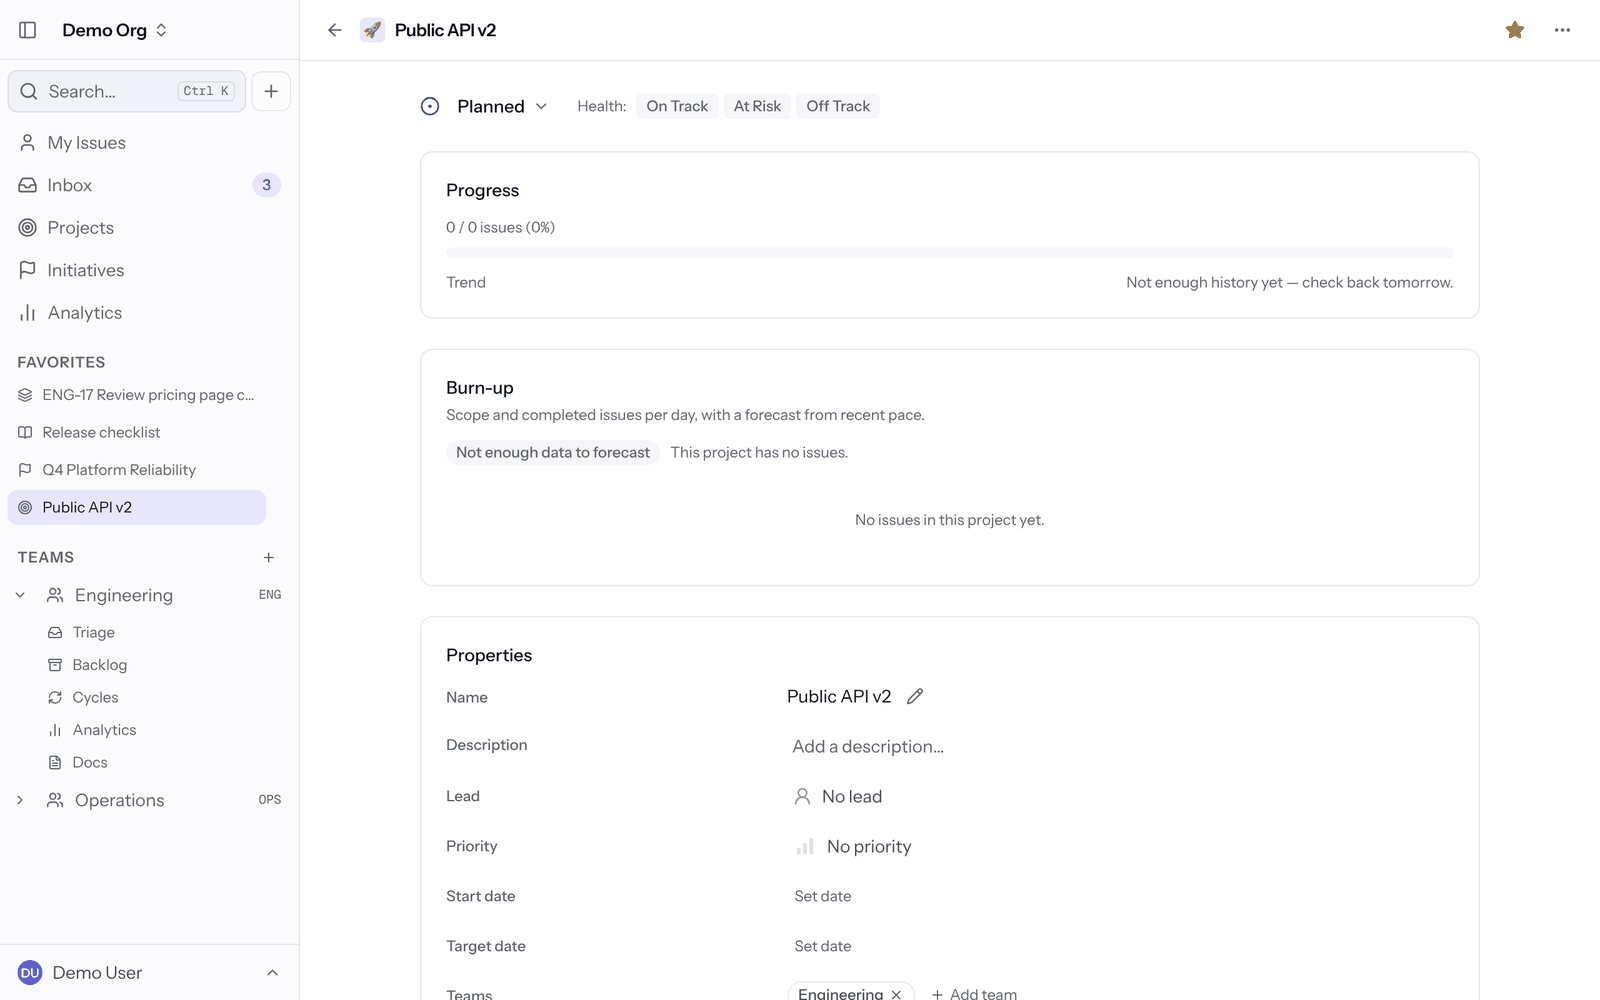 Demo Org
Search...
Ctrl K
My Issues
Inbox
3
Projects
Initiatives
Analytics
FAVORITES
ENG-17 Review pricing page c...
Release checklist
Q4 Platform Reliability
Public API v2
TEAMS
Engineering
ENG
Triage
Backlog
Cycles
Analytics
Docs
Operations
OPS
DU
Demo User
Public API v2
Planned
Health:
On Track
At Risk
Off Track
Progress
0 / 0 issues (0%)
Trend
Not enough history yet — check back tomorrow.
Burn-up
Scope and completed issues per day, with a forecast from recent pace.
Not enough data to forecast
This project has no issues.
No issues in this project yet.
Properties
Name
Public API v2
Description
Add a description...
Lead
No lead
Priority
No priority
Start date
Set date
Target date
Set date
Teams
Engineering
Add team